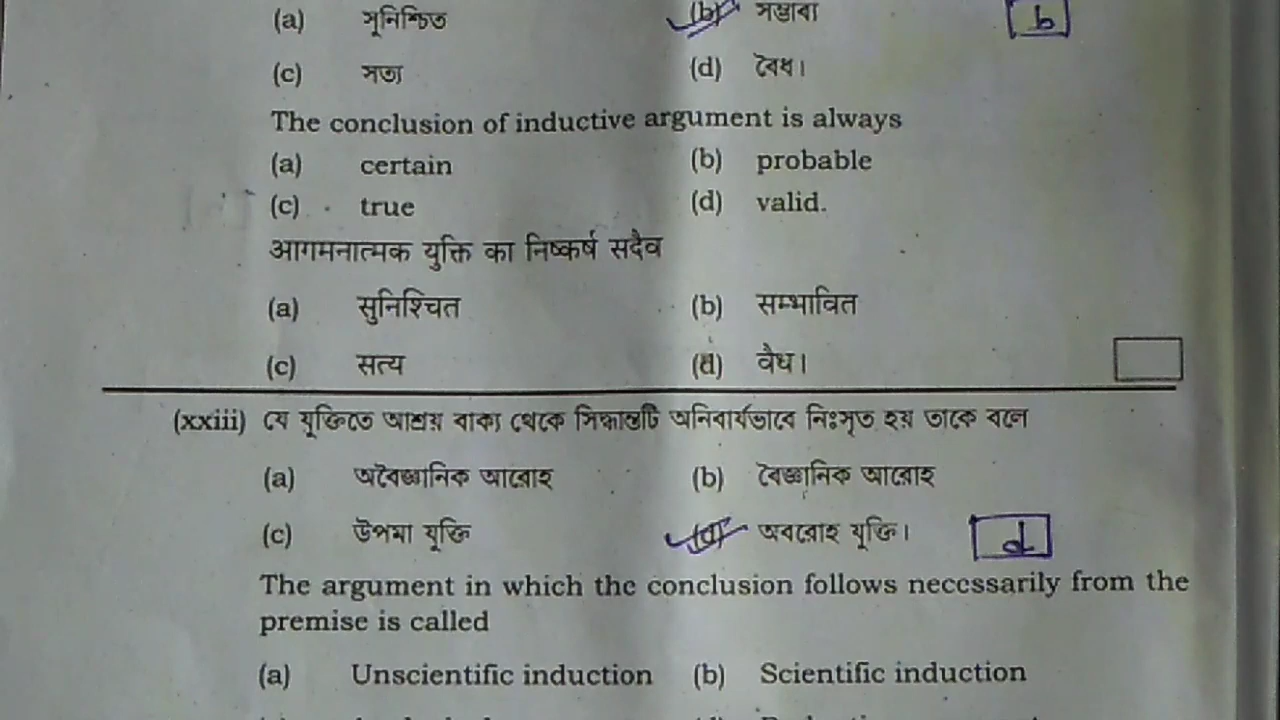 (a) সুনিশ্চিত (b) সম্ভাব্য b
(c) সত্য (d) বৈধ।
The conclusion of inductive argument is always
(a) certain (b) probable
(c) true (d) valid.
आगमनात्मक युक्ति का निष्कर्ष सदैव
(a) सुनिश्चित (b) सम्भावित
(c) सत्य (d) वैध।
(xxiii) যে যুক্তিতে আশ্রয় বাক্য থেকে সিদ্ধান্তটি অনিবার্যভাবে নিঃসৃত হয় তাকে বলে
(a) অবৈজ্ঞানিক আরোহ (b) বৈজ্ঞানিক আরোহ
(c) উপমা যুক্তি (d) অবরোহ যুক্তি। d
The argument in which the conclusion follows necessarily from the
premise is called
(a) Unscientific induction (b) Scientific induction